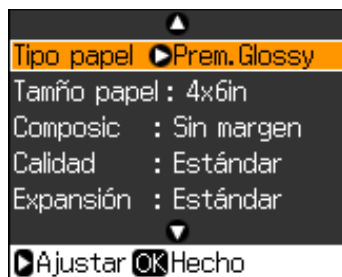 Tipo papel Prem.Glossy
Tamño papel : 4x6in
Composic : Sin margen
Calidad : Estándar
Expansión : Estándar
Ajustar OK Hecho